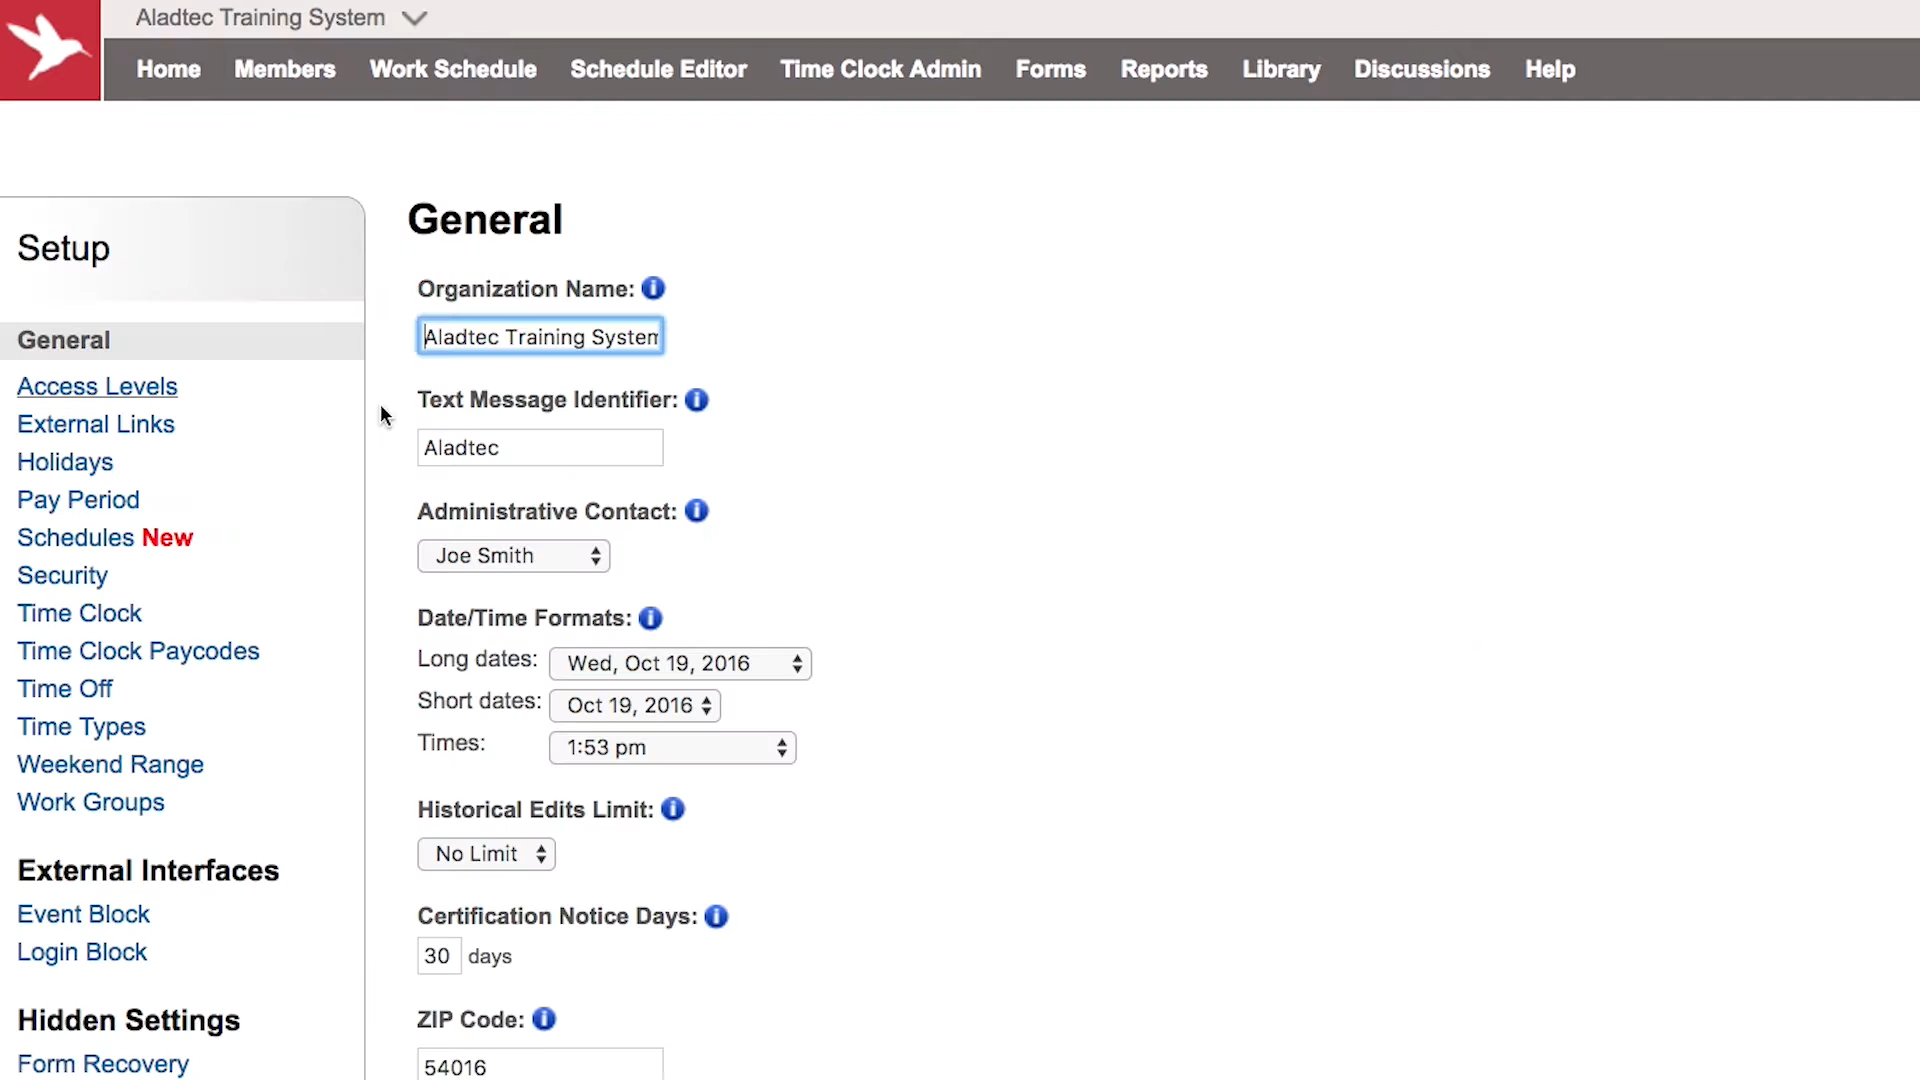 Aladtec Training System
Home Members Work Schedule Schedule Editor Time Clock Admin Forms Reports Library Discussions Help
Setup
General
Access Levels
External Links
Holidays
Pay Period
Schedules New
Security
Time Clock
Time Clock Paycodes
Time Off
Time Types
Weekend Range
Work Groups
External Interfaces
Event Block
Login Block
Hidden Settings
Form Recovery
General
Organization Name:
Aladtec Training System
Text Message Identifier:
Aladtec
Administrative Contact:
Joe Smith
Date/Time Formats:
Long dates: Wed, Oct 19, 2016
Short dates: Oct 19, 2016
Times: 1:53 pm
Historical Edits Limit:
No Limit
Certification Notice Days:
30 days
ZIP Code:
54016